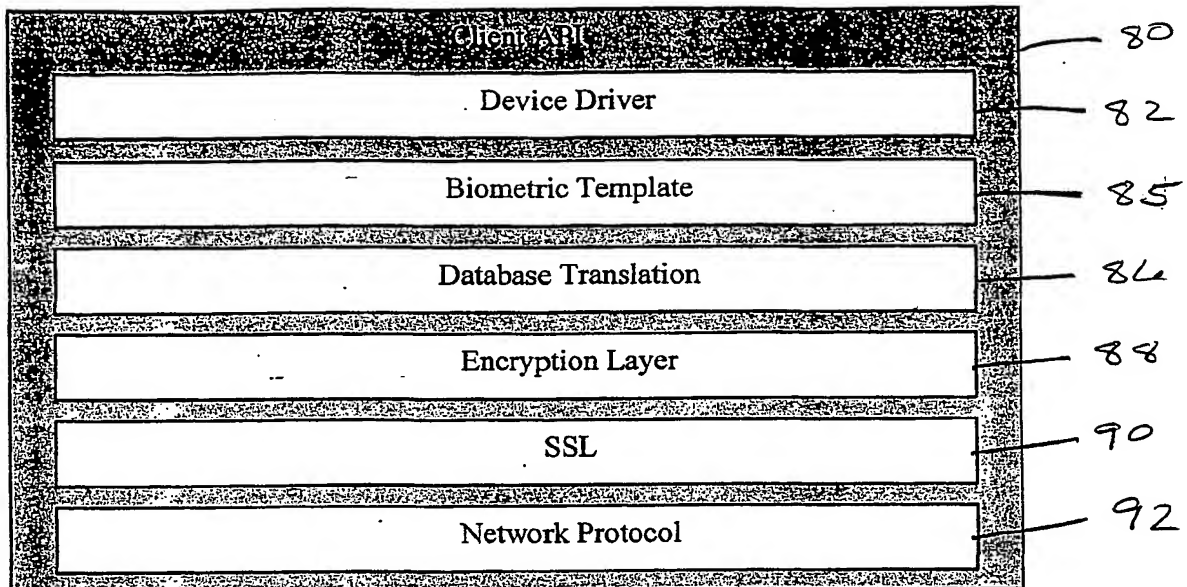 Client API
80
Device Driver
82
Biometric Template
85
Database Translation
86
Encryption Layer
88
SSL
90
Network Protocol
92